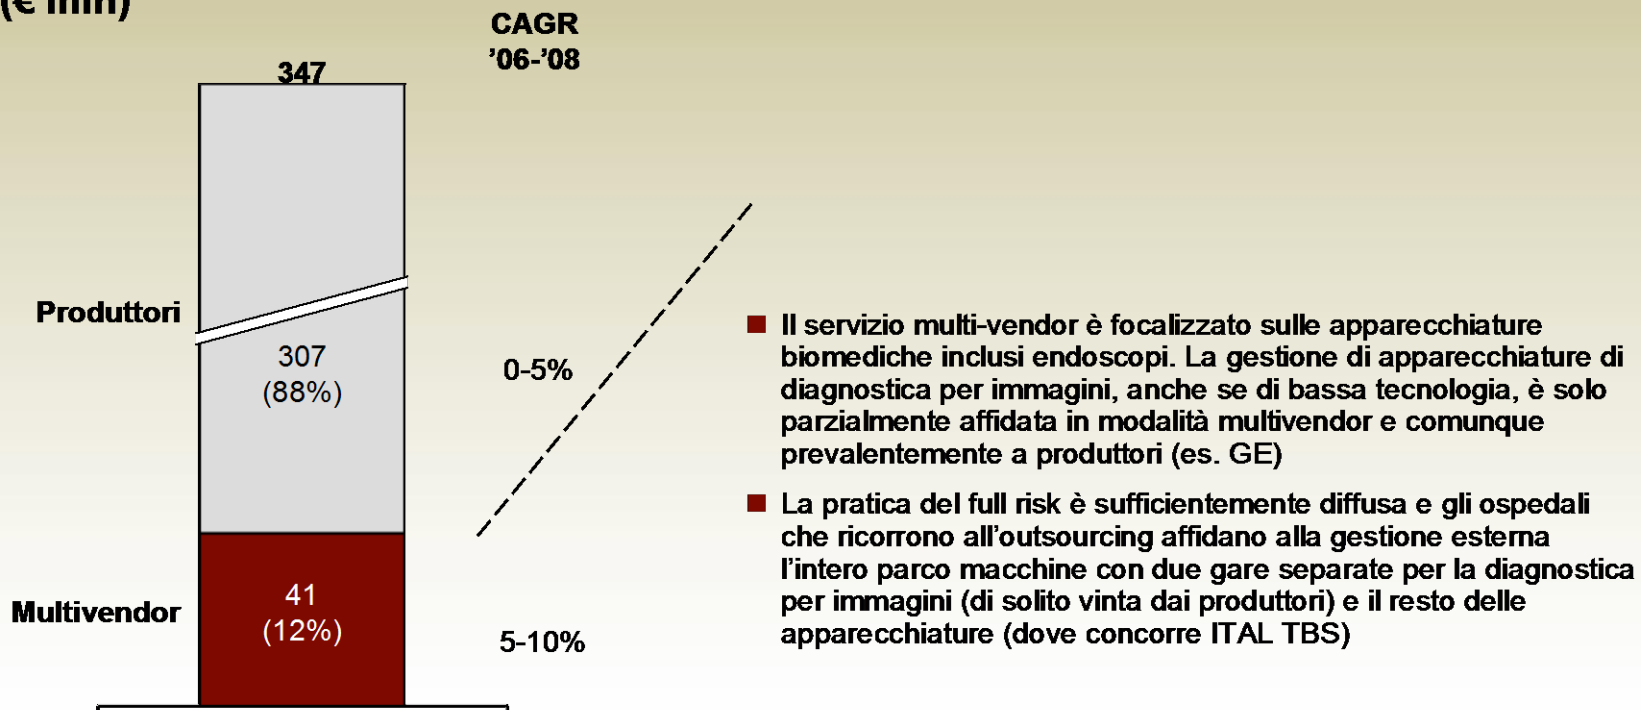 (€ mln)
CAGR
’06-’08
347
Produttori
307
(88%)
0-5%
Multivendor
41
(12%)
5-10%
Il servizio multi-vendor è focalizzato sulle apparecchiature
biomediche inclusi endoscopi. La gestione di apparecchiature di
diagnostica per immagini, anche se di bassa tecnologia, è solo
parzialmente affidata in modalità multivendor e comunque
prevalentemente a produttori (es. GE)
La pratica del full risk è sufficientemente diffusa e gli ospedali
che ricorrono all’outsourcing affidano alla gestione esterna
l’intero parco macchine con due gare separate per la diagnostica
per immagini (di solito vinta dai produttori) e il resto delle
apparecchiature (dove concorre ITAL TBS)